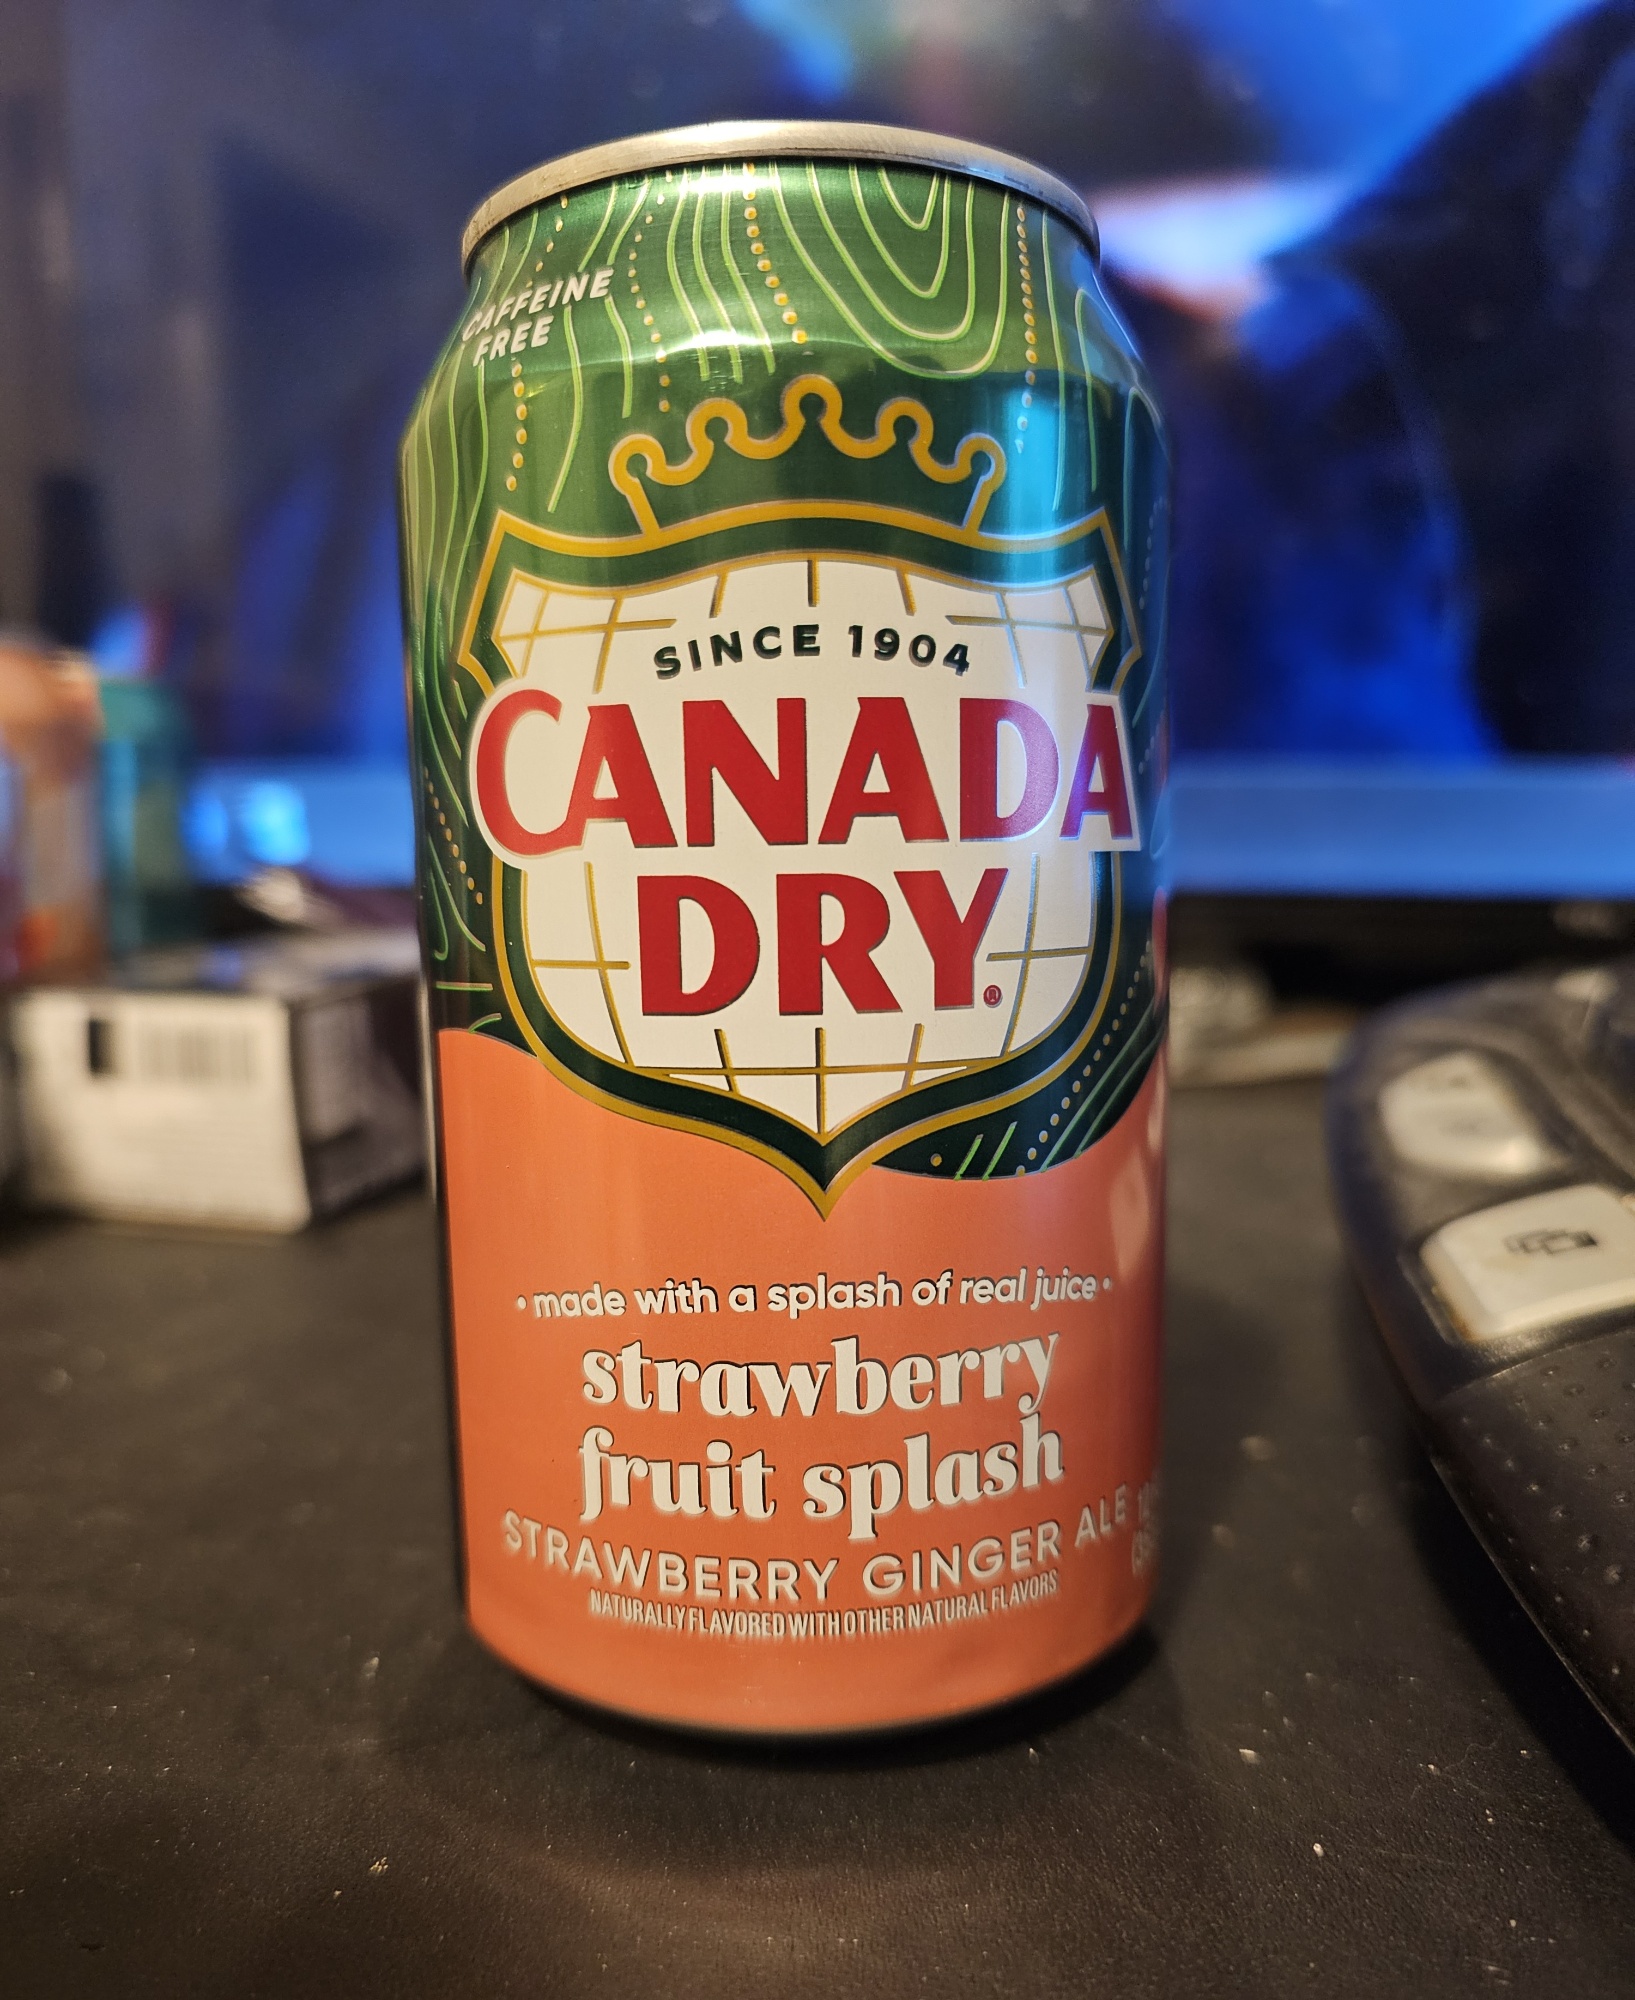 CAFFEINE
FREE
SINCE 1904
CANADA
DRY®
• made with a splash of real juice •
strawberry
fruit splash
STRAWBERRY GINGER ALE
NATURALLY FLAVORED WITH OTHER NATURAL FLAVORS